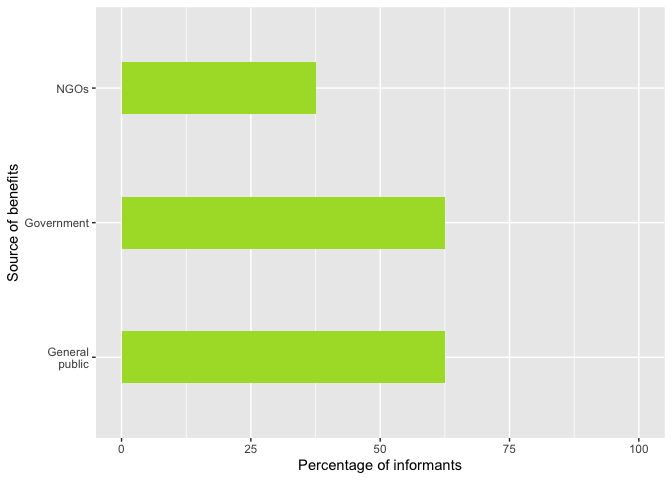 Source of benefits
NGOs
Government
General
public
0 25 50 75 100
Percentage of informants